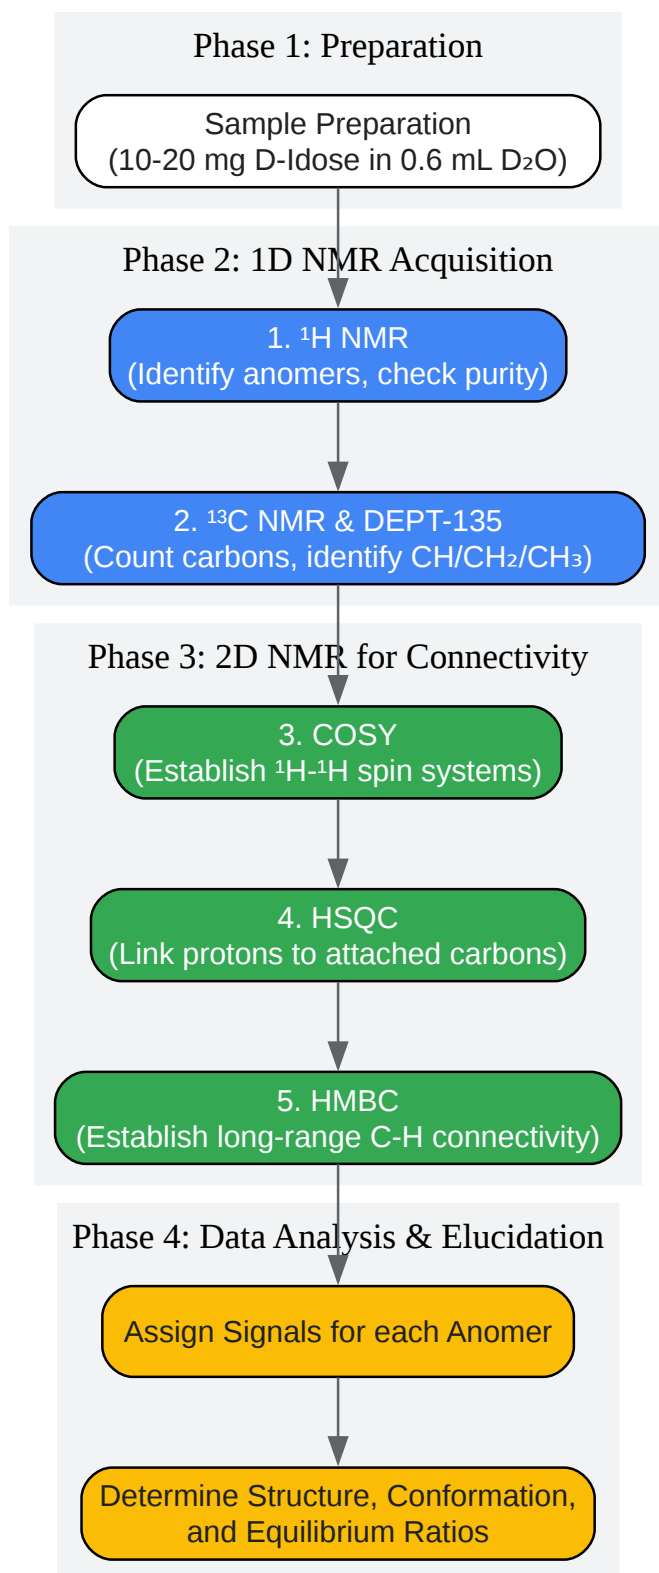 Phase 1: Preparation
Sample Preparation
(10-20 mg D-Idose in 0.6 mL D₂O)
Phase 2: 1D NMR Acquisition
1. ¹H NMR
(Identify anomers, check purity)
2. ¹³C NMR & DEPT-135
(Count carbons, identify CH/CH₂/CH₃)
Phase 3: 2D NMR for Connectivity
3. COSY
(Establish ¹H-¹H spin systems)
4. HSQC
(Link protons to attached carbons)
5. HMBC
(Establish long-range C-H connectivity)
Phase 4: Data Analysis & Elucidation
Assign Signals for each Anomer
Determine Structure, Conformation,
and Equilibrium Ratios